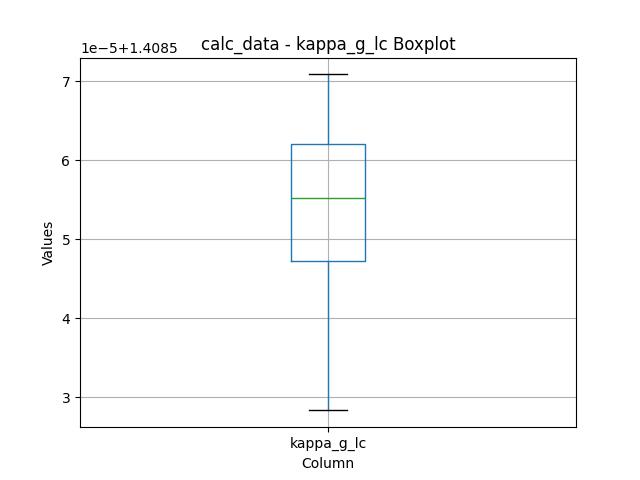 1e−5+1.4085
calc_data - kappa_g_lc Boxplot
7
6
5
4
3
Values
kappa_g_lc
Column